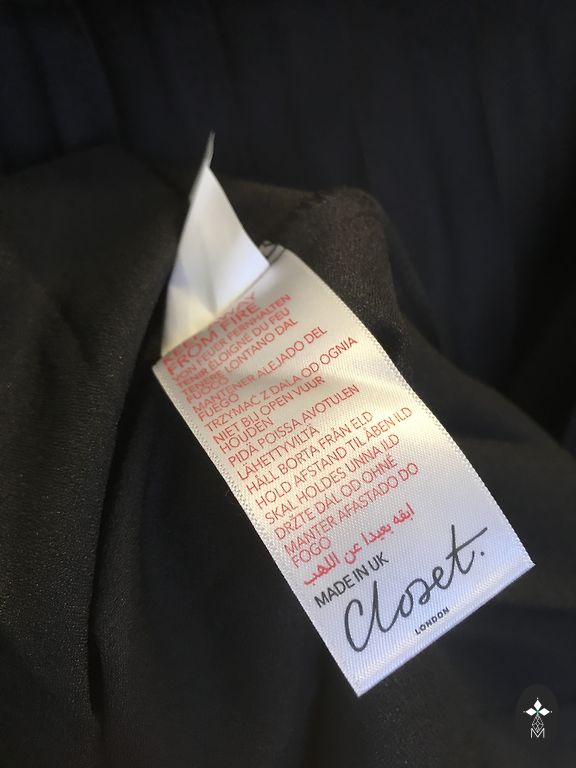 KEEP AWAY
FROM FIRE
VON FEUER FERNHALTEN
TENIR ÉLOIGNÉ DU FEU
LONTANO DAL
FUOCO
MANTENER ALEJADO DEL
FUEGO
TRZYMAĆ Z DALA OD OGNIA
NIET BIJ OPEN VUUR
HOUDEN
PIDÄ POISSA AVOTULEN
LÄHETTYVILTÄ
HÅLL BORTA FRÅN ELD
HOLD AFSTAND TIL ÅBEN ILD
SKAL HOLDES UNNA ILD
DRŽTE DÁL OD OHNĚ
MANTER AFASTADO DO
FOGO
ابقه بعيدا عن اللهب
MADE IN UK
Closet.
LONDON
M